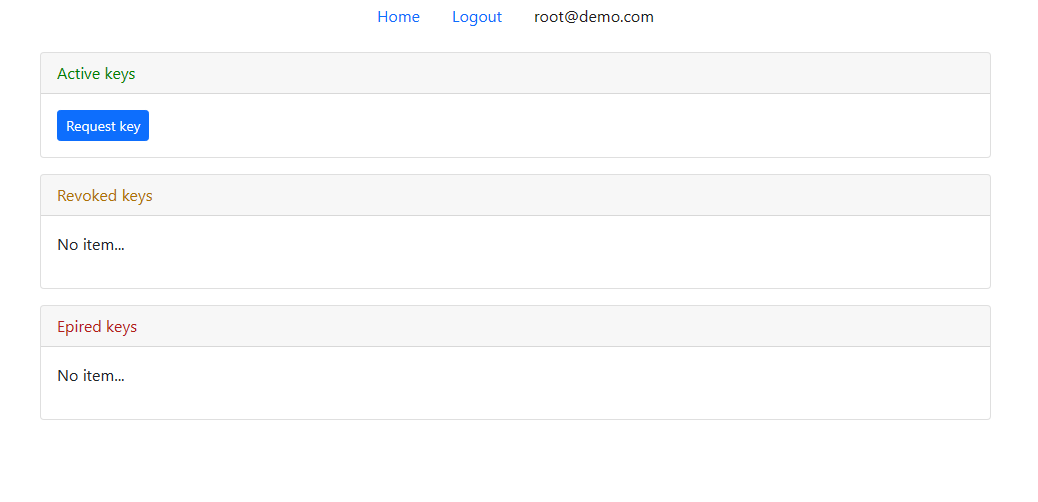 Home Logout root@demo.com
Active keys
Request key
Revoked keys
No item...
Epired keys
No item...